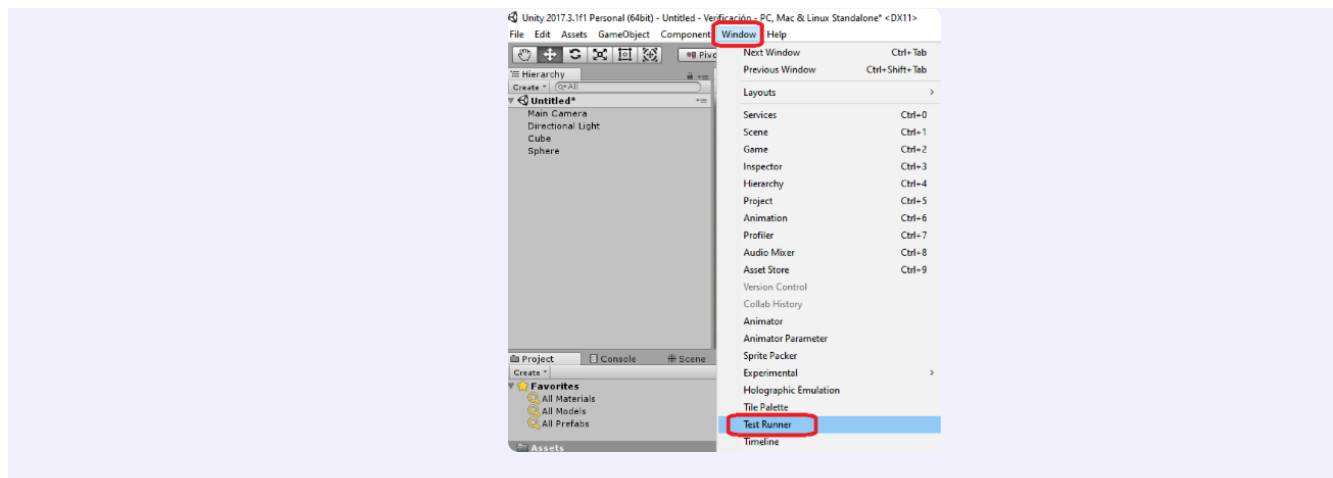 Unity 2017.3.1f1 Personal (64bit) - Untitled - Verificación - PC, Mac & Linux Standalone* <DX11>
File Edit Assets GameObject Component Window Help
Hierarchy
Create
All
Untitled*
Main Camera
Directional Light
Cube
Sphere
Next Window Ctrl+Tab
Previous Window Ctrl+Shift+Tab
Layouts
Services Ctrl+0
Scene Ctrl+1
Game Ctrl+2
Inspector Ctrl+3
Hierarchy Ctrl+4
Project Ctrl+5
Animation Ctrl+6
Profiler Ctrl+7
Audio Mixer Ctrl+8
Asset Store Ctrl+9
Version Control
Collab History
Animator
Animator Parameter
Sprite Packer
Experimental
Holographic Emulation
Tile Palette
Test Runner
Timeline
Project Console Scene
Create
Favorites
All Materials
All Models
All Prefabs
Assets